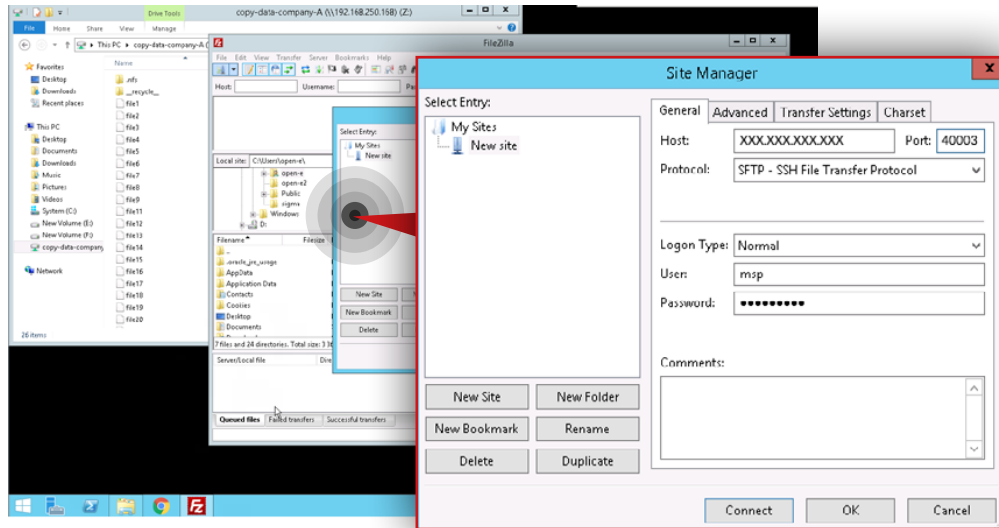 Drive Tools
copy-data-company-A (\\192.168.250.168) (Z:)
File Home Share View Manage
This PC ▸ copy-data-company-A (
Favorites
Desktop
Downloads
Recent places
This PC
Desktop
Documents
Downloads
Music
Pictures
Videos
System (C:)
New Volume (E:)
New Volume (F:)
copy-data-company
Network
26 items
Name
.nfs
_recycle_
file1
file2
file3
file4
file5
file6
file7
file8
file9
file10
file11
file12
file13
file14
file15
file16
file17
file18
file19
file20
FileZilla
File Edit View Transfer Server Bookmarks Help
Host: Username: Pa
Local site: C:\Users\open-e\
open-e
open-e2
Public
sigma
Windows
D:
Filename Filesize
..
.oracle_jre_usage
AppData
Application Data
Contacts
Cookies
Desktop
Documents
7 files and 24 directories. Total size: 3
Server/Local file Dire
Queued files Failed transfers Successful transfers
Select Entry:
My Sites
New site
New Site
New Bookmark
Delete
Site Manager
X
Select Entry:
My Sites
New site
New Site New Folder
New Bookmark Rename
Delete Duplicate
General Advanced Transfer Settings Charset
Host: XXX.XXX.XXX.XXX Port: 40003
Protocol: SFTP - SSH File Transfer Protocol
Logon Type: Normal
User: msp
Password: •••••••••
Comments:
Connect OK Cancel